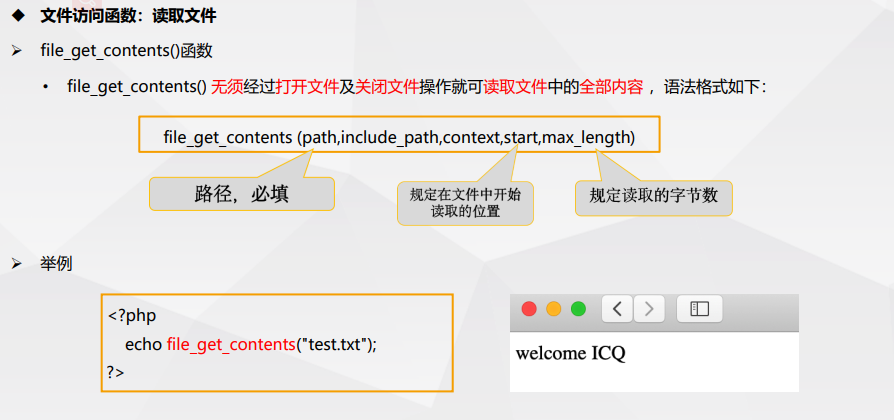 文件访问函数：读取文件
file_get_contents()函数
file_get_contents() 无须经过打开文件及关闭文件操作就可读取文件中的全部内容 ，语法格式如下：
file_get_contents (path,include_path,context,start,max_length)
路径，必填
规定在文件中开始
读取的位置
规定读取的字节数
举例
<?php
echo file_get_contents("test.txt");
?>
welcome ICQ